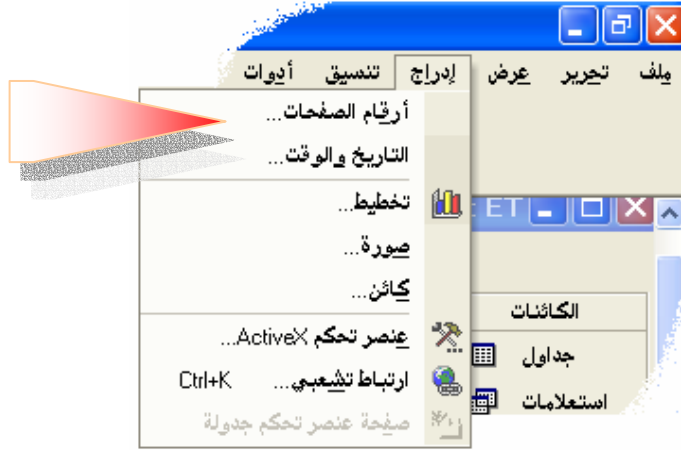 ملف تحرير عرض إدراج تنسيق أدوات
أرقام الصفحات...
التاريخ والوقت...
تخطيط...
صورة...
كائن...
عنصر تحكم ActiveX...
ارتباط تشعبي... Ctrl+K
صفحة عنصر تحكم جدولة
E ET
الكائنات
جداول
استعلامات